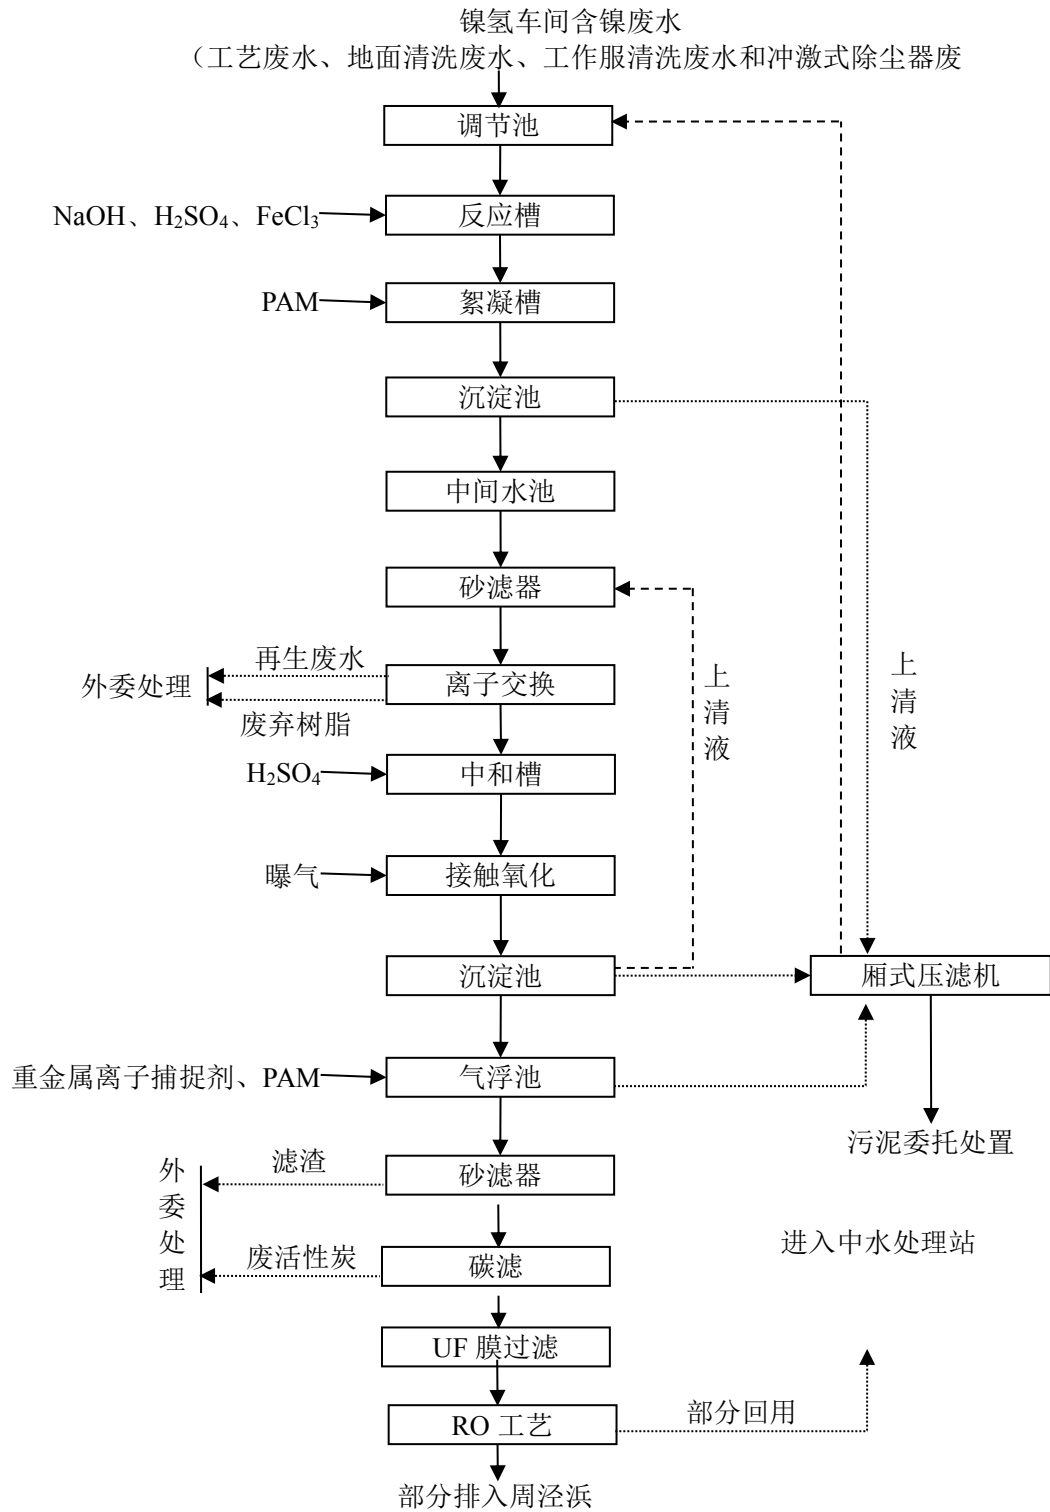 镍氢车间含镍废水
（工艺废水、地面清洗废水、工作服清洗废水和冲激式除尘器废
调节池
NaOH、H₂SO₄、FeCl₃
反应槽
PAM
絮凝槽
沉淀池
中间水池
砂滤器
再生废水
外委处理
离子交换
废弃树脂
上清液
上清液
H₂SO₄
中和槽
曝气
接触氧化
沉淀池
厢式压滤机
重金属离子捕捉剂、PAM
气浮池
污泥委托处置
外委处理
滤渣
砂滤器
进入中水处理站
废活性炭
碳滤
UF 膜过滤
RO 工艺
部分回用
部分排入周泾浜